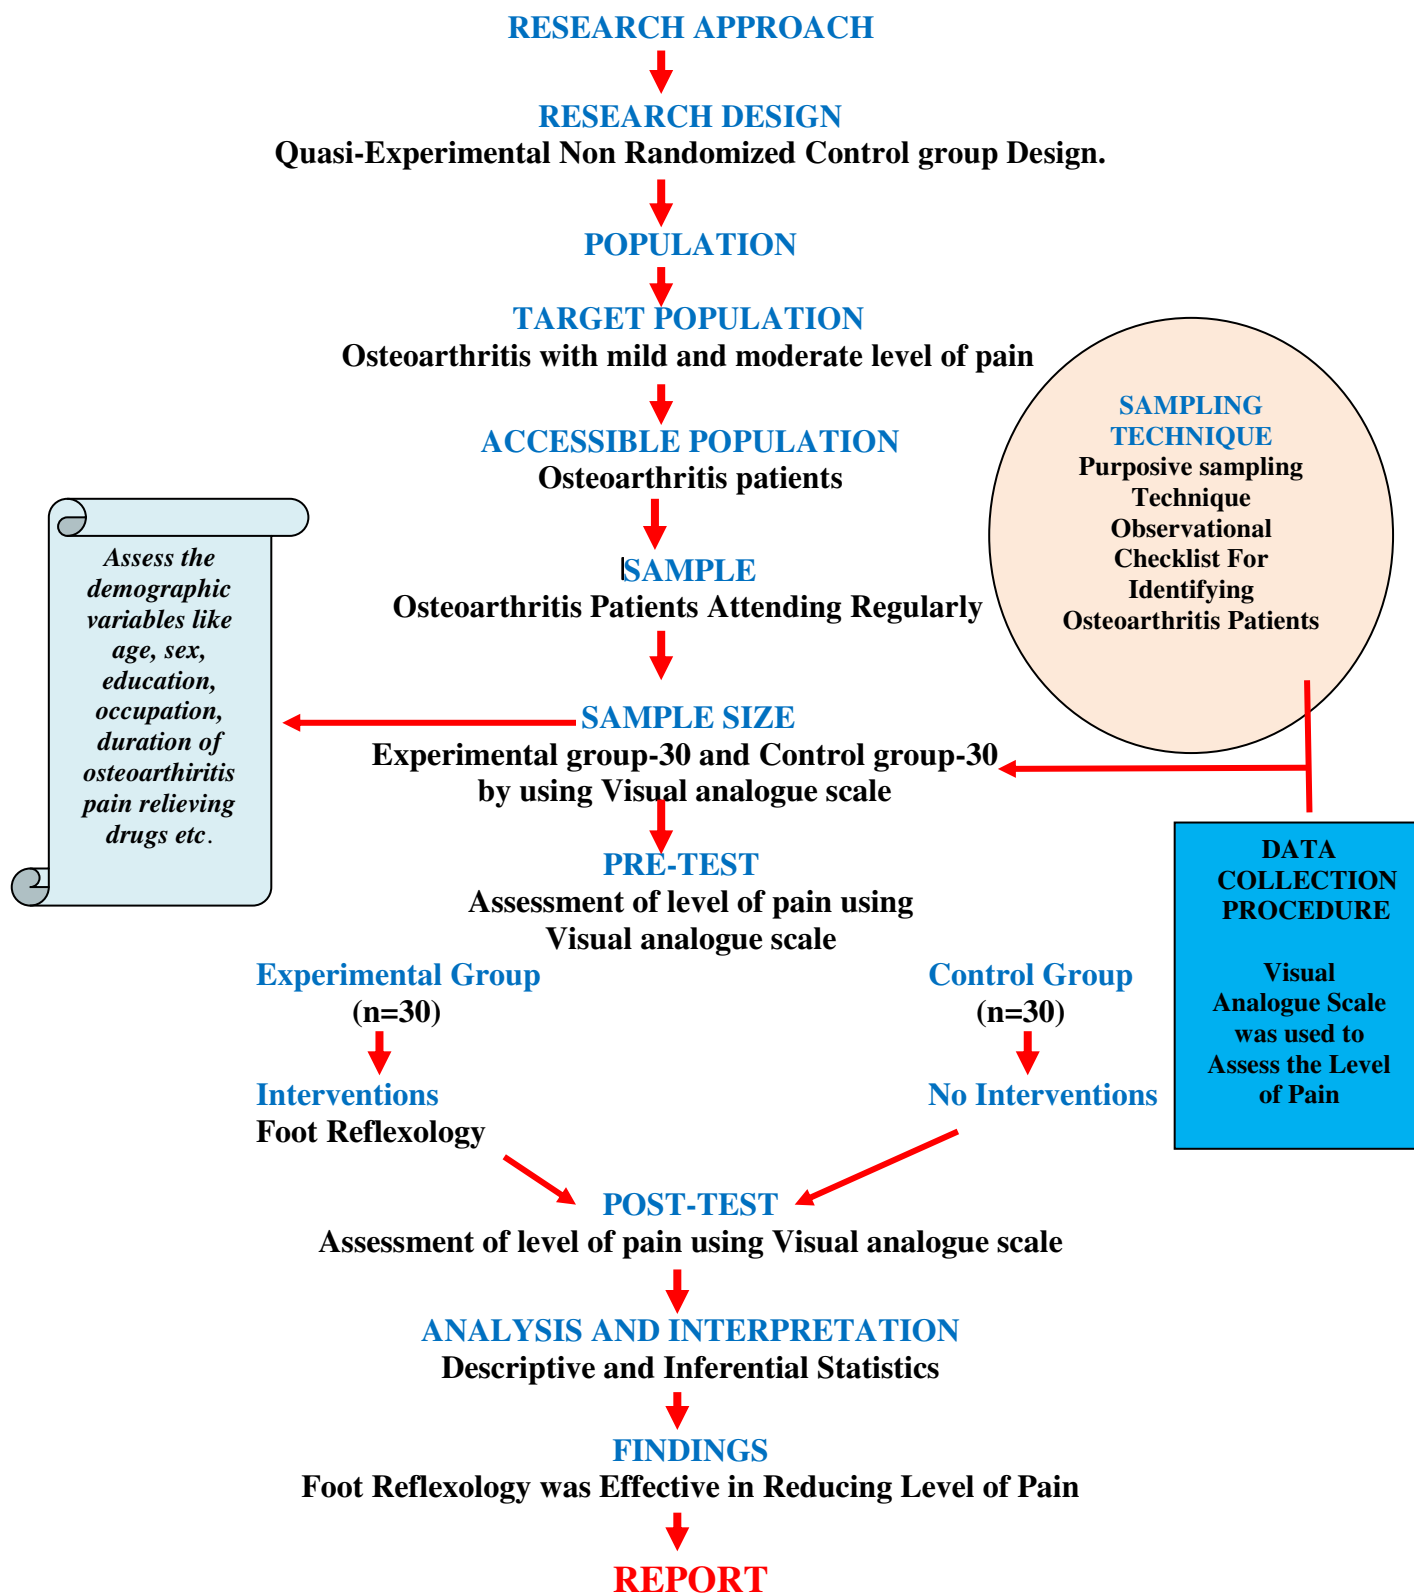 RESEARCH APPROACH
RESEARCH DESIGN
Quasi-Experimental Non Randomized Control group Design.
POPULATION
TARGET POPULATION
Osteoarthritis with mild and moderate level of pain
ACCESSIBLE POPULATION
Osteoarthritis patients
SAMPLE
Osteoarthritis Patients Attending Regularly
SAMPLING
TECHNIQUE
Purposive sampling
Technique
Observational
Checklist For
Identifying
Osteoarthritis Patients
Assess the
demographic
variables like
age, sex,
education,
occupation,
duration of
osteoarthiritis
pain relieving
drugs etc.
SAMPLE SIZE
Experimental group-30 and Control group-30
by using Visual analogue scale
PRE-TEST
Assessment of level of pain using
Visual analogue scale
DATA
COLLECTION
PROCEDURE
Visual
Analogue Scale
was used to
Assess the Level
of Pain
Experimental Group
(n=30)
Control Group
(n=30)
Interventions
Foot Reflexology
No Interventions
POST-TEST
Assessment of level of pain using Visual analogue scale
ANALYSIS AND INTERPRETATION
Descriptive and Inferential Statistics
FINDINGS
Foot Reflexology was Effective in Reducing Level of Pain
REPORT